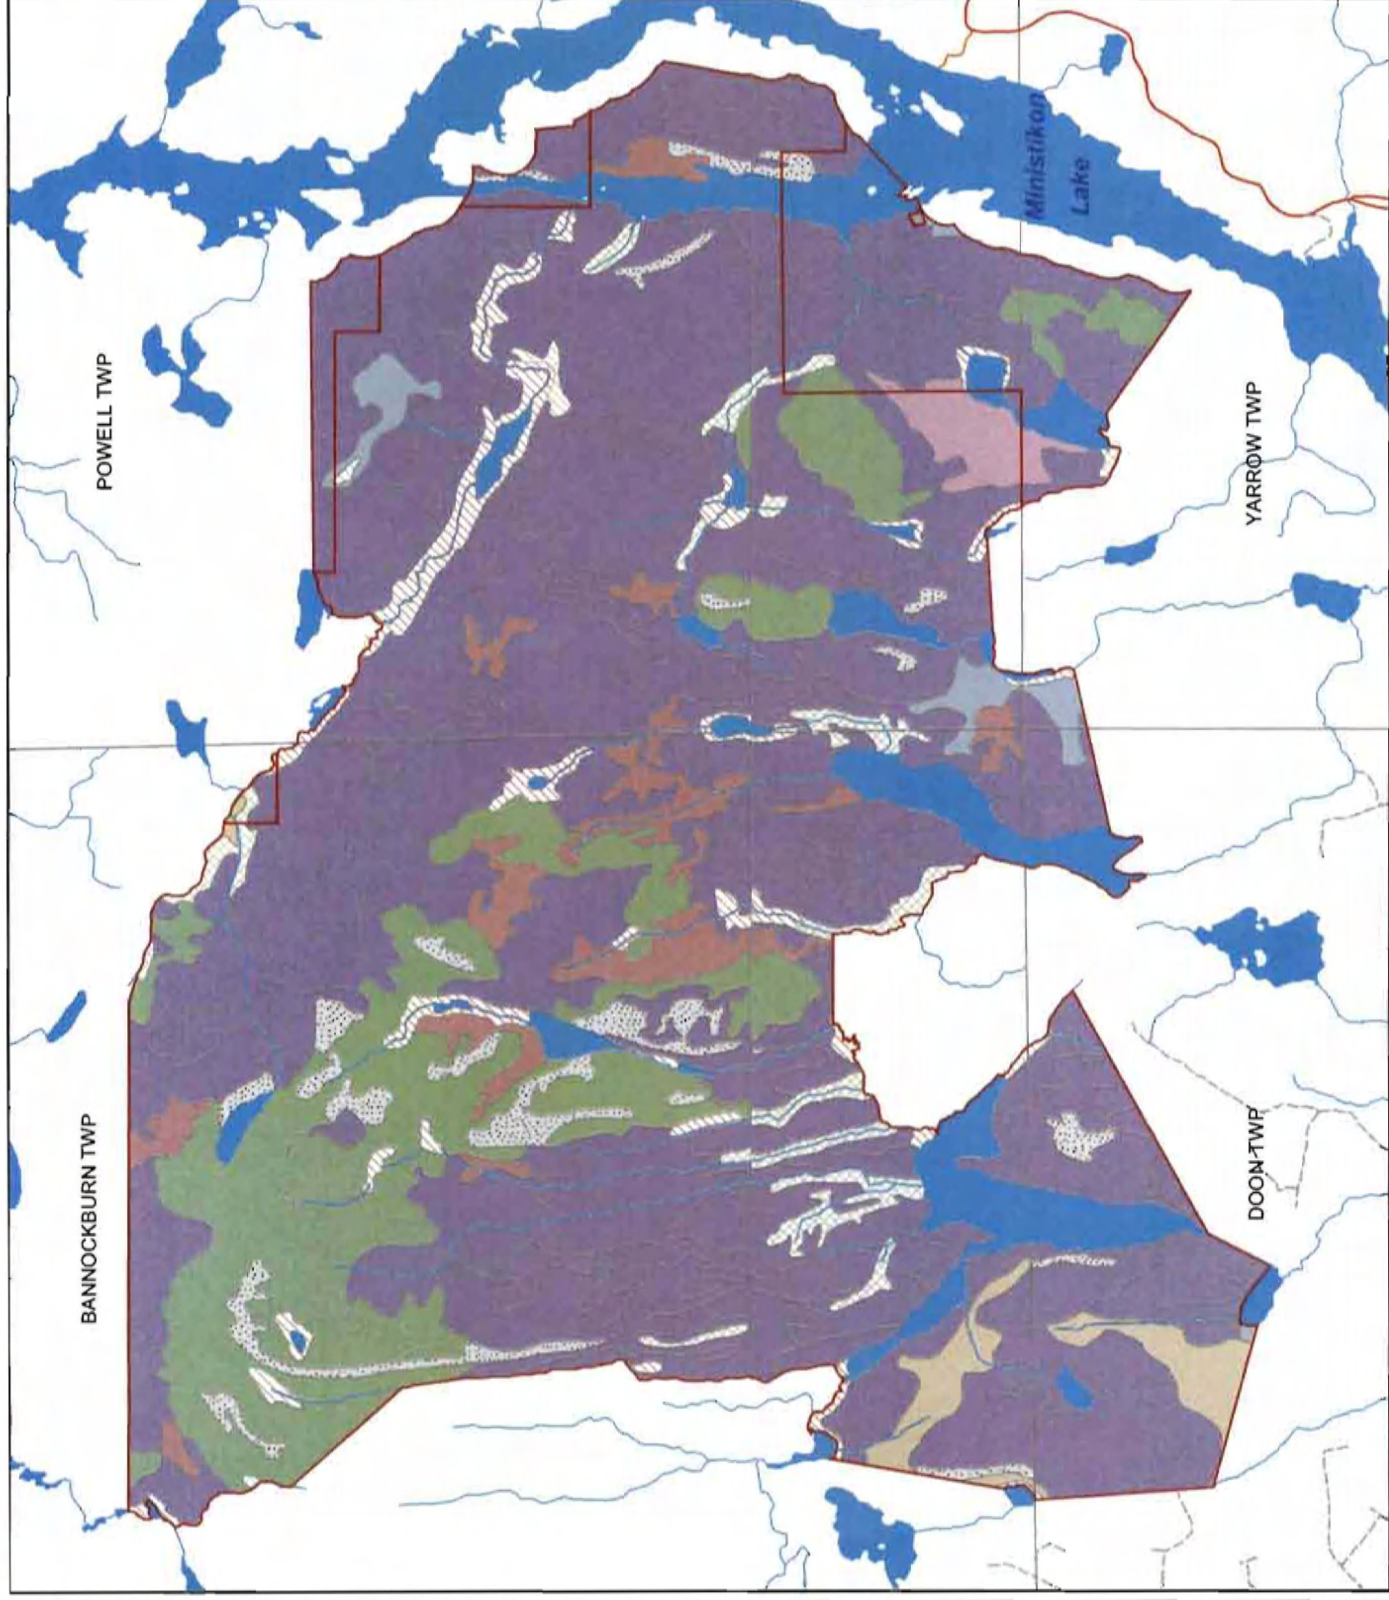 Ministikon
Lake
POWELL TWP
YARROW TWP
BANNOCKBURN TWP
DOON TWP